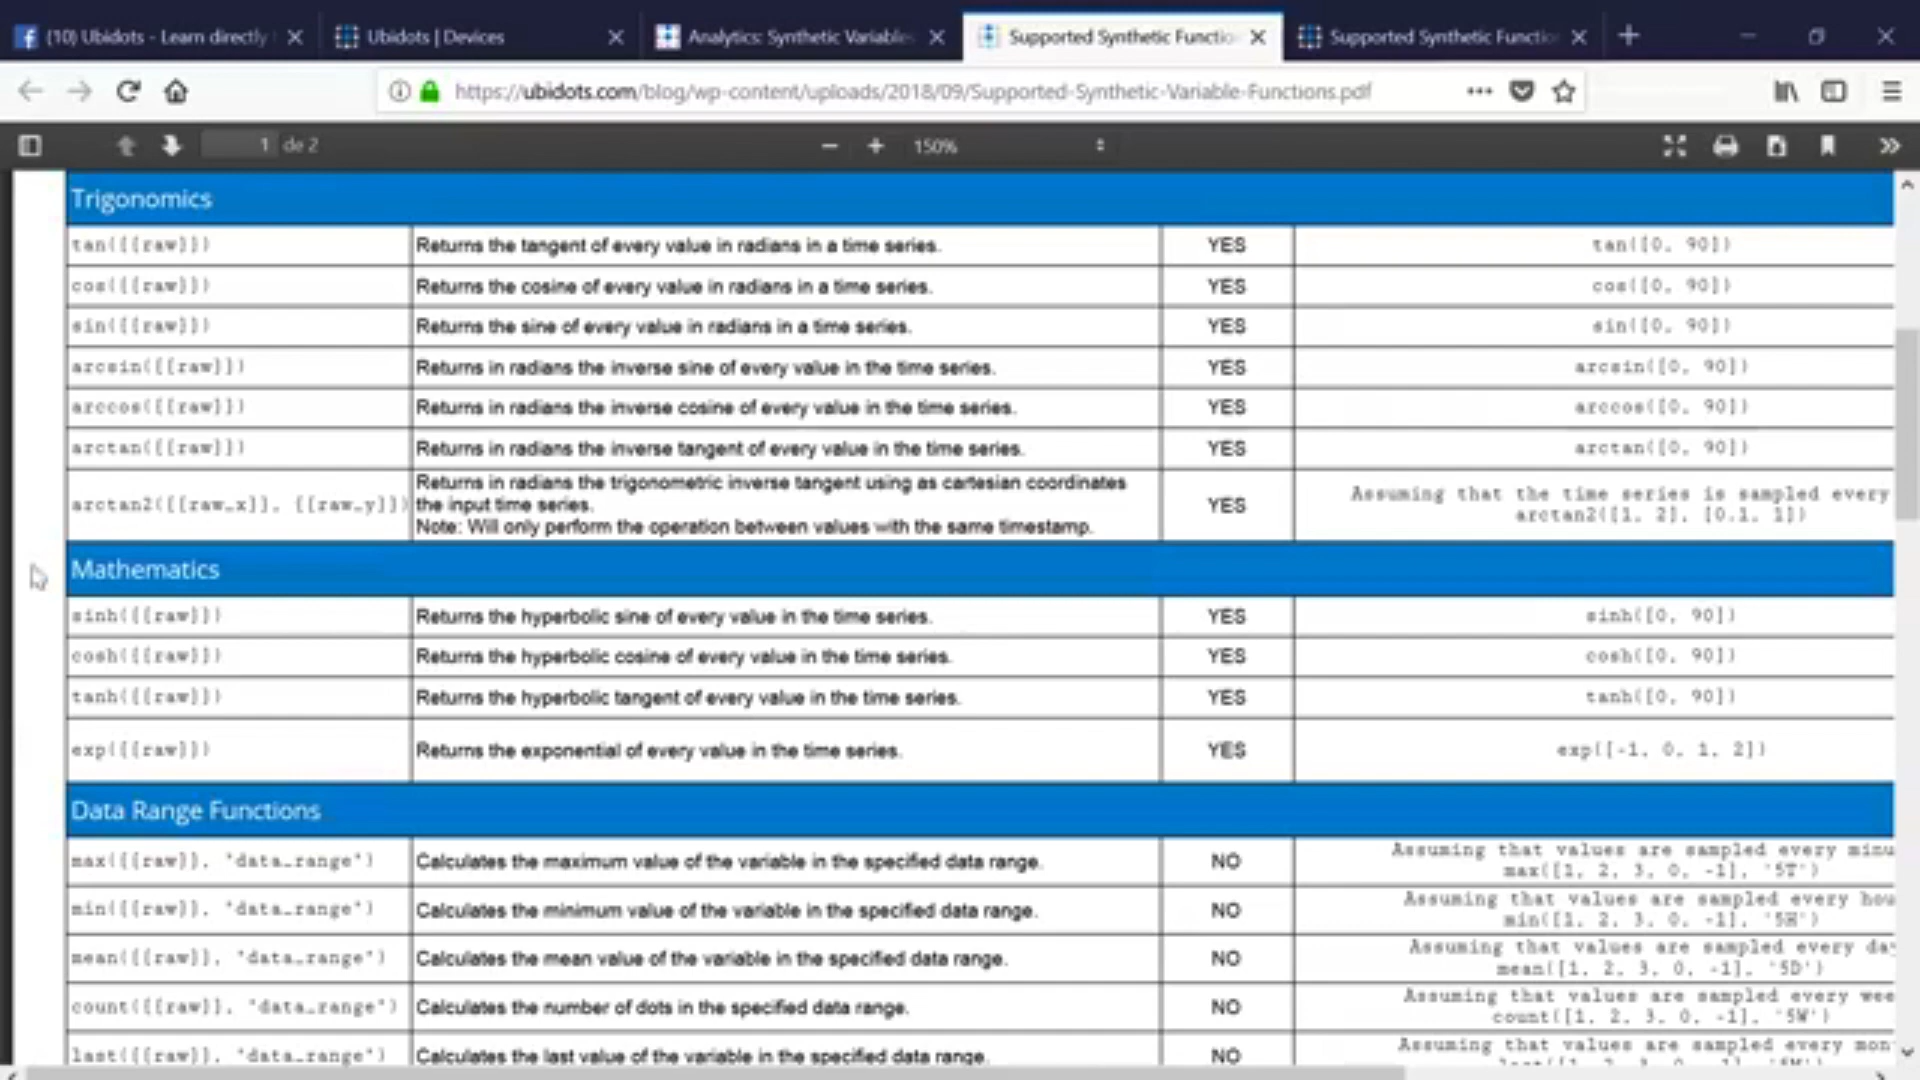 (10) Ubidots - Learn directly
Ubidots | Devices
Analytics: Synthetic Variables
Supported Synthetic Functio
Supported Synthetic Functio
https://ubidots.com/blog/wp-content/uploads/2018/09/Supported-Synthetic-Variable-Functions.pdf
1 de 2
150%
Trigonomics
tan({{raw}}) Returns the tangent of every value in radians in a time series. YES tan([0, 90])
cos({{raw}}) Returns the cosine of every value in radians in a time series. YES cos([0, 90])
sin({{raw}}) Returns the sine of every value in radians in a time series. YES sin([0, 90])
arcsin({{raw}}) Returns in radians the inverse sine of every value in the time series. YES arcsin([0, 90])
arccos({{raw}}) Returns in radians the inverse cosine of every value in the time series. YES arccos([0, 90])
arctan({{raw}}) Returns in radians the inverse tangent of every value in the time series. YES arctan([0, 90])
arctan2({{raw_x}}, {{raw_y}}) Returns in radians the trigonometric inverse tangent using as cartesian coordinates
the input time series.
Note: Will only perform the operation between values with the same timestamp.
YES
Assuming that the time series is sampled every
arctan2([1, 2], [0.1, 1])
Mathematics
sinh({{raw}}) Returns the hyperbolic sine of every value in the time series. YES sinh([0, 90])
cosh({{raw}}) Returns the hyperbolic cosine of every value in the time series. YES cosh([0, 90])
tanh({{raw}}) Returns the hyperbolic tangent of every value in the time series. YES tanh([0, 90])
exp({{raw}}) Returns the exponential of every value in the time series. YES exp([-1, 0, 1, 2])
Data Range Functions
max({{raw}}, "data_range") Calculates the maximum value of the variable in the specified data range. NO
Assuming that values are sampled every minu
max([1, 2, 3, 0, -1], '5T')
min({{raw}}, "data_range") Calculates the minimum value of the variable in the specified data range. NO
Assuming that values are sampled every hou
min([1, 2, 3, 0, -1], '5H')
mean({{raw}}, "data_range") Calculates the mean value of the variable in the specified data range. NO
Assuming that values are sampled every day
mean([1, 2, 3, 0, -1], '5D')
count({{raw}}, "data_range") Calculates the number of dots in the specified data range. NO
Assuming that values are sampled every wee
count([1, 2, 3, 0, -1], '5W')
last({{raw}}, "data_range") Calculates the last value of the variable in the specified data range. NO
Assuming that values are sampled every mon